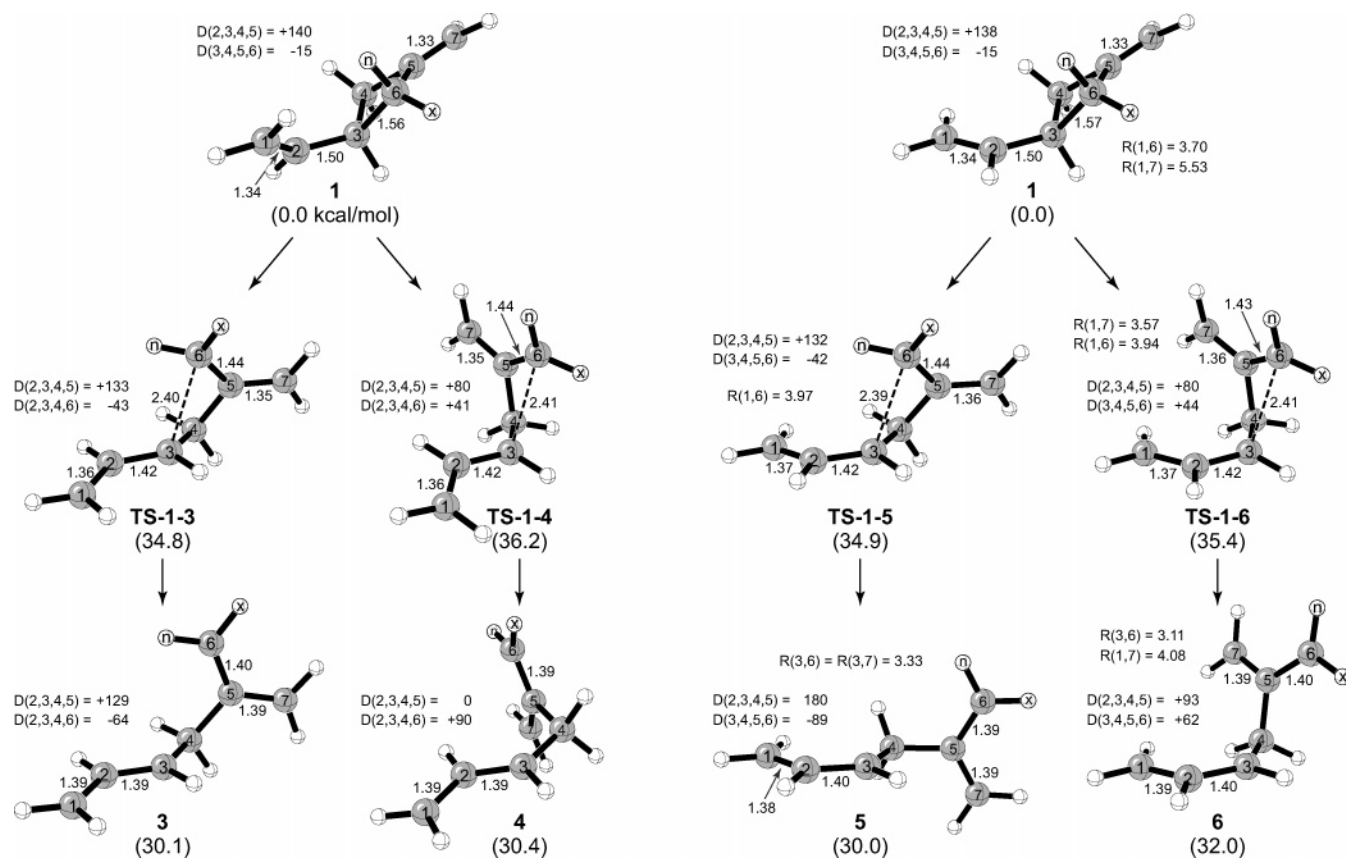 D(2,3,4,5) = +140
D(3,4,5,6) = -15
n
7
1.33
5
4
6
x
1.56
1
2
3
1.50
1.34
1
(0.0 kcal/mol)
D(2,3,4,5) = +138
D(3,4,5,6) = -15
n
7
1.33
5
4
6
x
1.57
1
2
3
1.34
1.50
R(1,6) = 3.70
R(1,7) = 5.53
1
(0.0)
x
n
6
1.44
5
7
1.35
D(2,3,4,5) = +133
D(2,3,4,6) = -43
2.40
4
3
2
1.36
1.42
1
TS-1-3
(34.8)
1.44
n
7
6
1.35
5
x
D(2,3,4,5) = +80
D(2,3,4,6) = +41
2.41
4
3
2
1.42
1.36
1
TS-1-4
(36.2)
D(2,3,4,5) = +132
D(3,4,5,6) = -42
R(1,6) = 3.97
x
n
6
1.44
5
7
1.36
2.39
4
1
2
3
1.37
1.42
TS-1-5
(34.9)
R(1,7) = 3.57
R(1,6) = 3.94
1.43
n
7
6
1.36
5
x
D(2,3,4,5) = +80
D(3,4,5,6) = +44
2.41
4
1
2
3
1.37
1.42
TS-1-6
(35.4)
x
n
6
1.40
5
7
1.39
D(2,3,4,5) = +129
D(2,3,4,6) = -64
4
3
2
1.39
1.39
1
3
(30.1)
n
x
6
1.39
5
D(2,3,4,5) = 0
D(2,3,4,6) = +90
7
4
3
2
1.39
1.39
1
4
(30.4)
R(3,6) = R(3,7) = 3.33
n
6
x
D(2,3,4,5) = 180
D(3,4,5,6) = -89
1.39
4
5
1
2
3
1.39
1.40
7
1.38
5
(30.0)
R(3,6) = 3.11
R(1,7) = 4.08
n
7
6
1.39
5
1.40
x
D(2,3,4,5) = +93
D(3,4,5,6) = +62
4
1
2
3
1.39
1.40
6
(32.0)